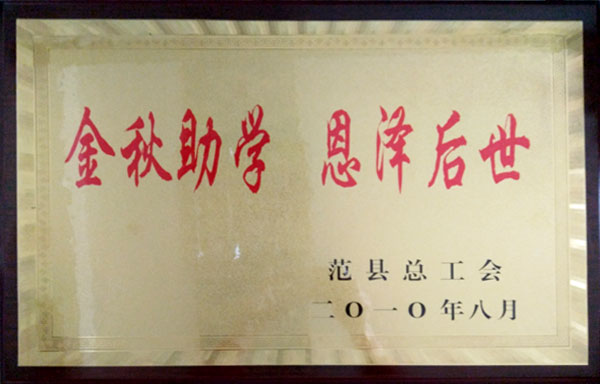 金秋助学 恩泽后世
范县总工会
二〇一〇年八月